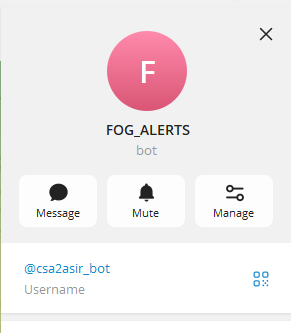 F
FOG_ALERTS
bot
Message Mute Manage
@csa2asir_bot
Username